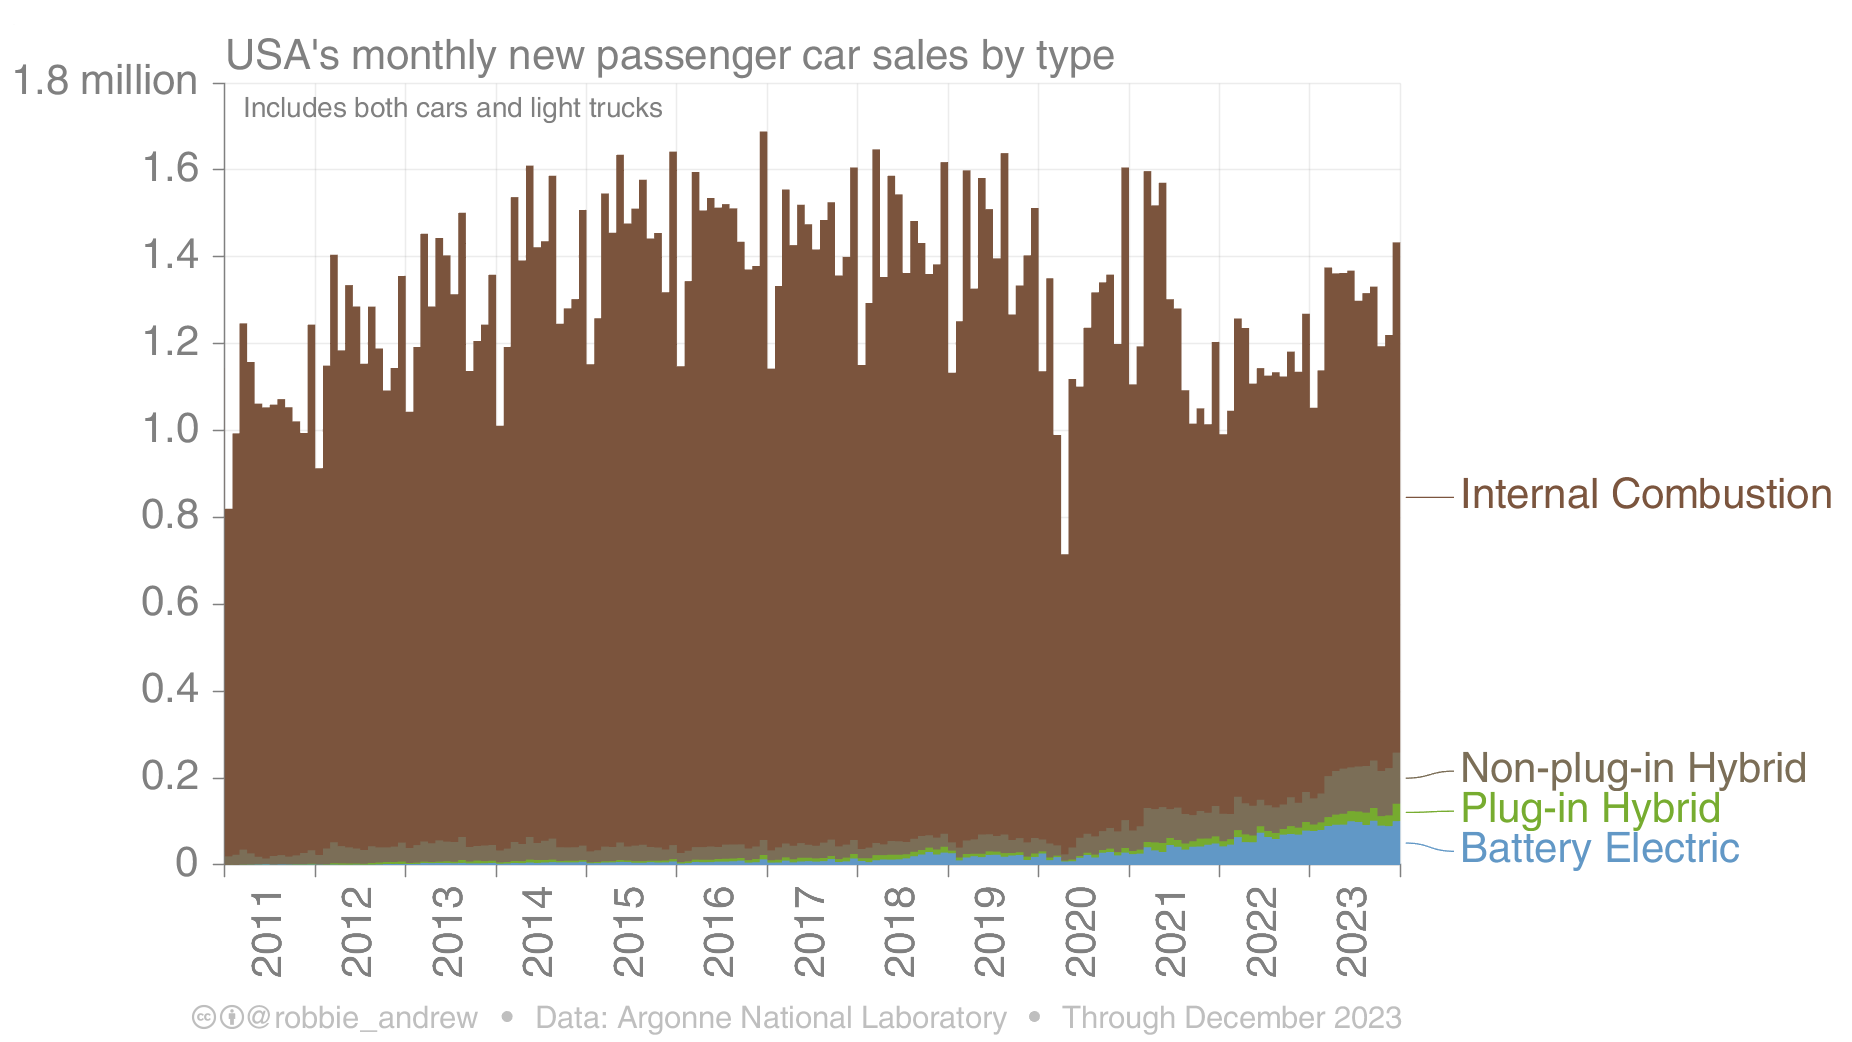 USA's monthly new passenger car sales by type
1.8 million
Includes both cars and light trucks
1.6
1.4
1.2
1.0
0.8
0.6
0.4
0.2
0
Internal Combustion
Non-plug-in Hybrid
Plug-in Hybrid
Battery Electric
2011
2012
2013
2014
2015
2016
2017
2018
2019
2020
2021
2022
2023
cc @robbie_andrew • Data: Argonne National Laboratory • Through December 2023